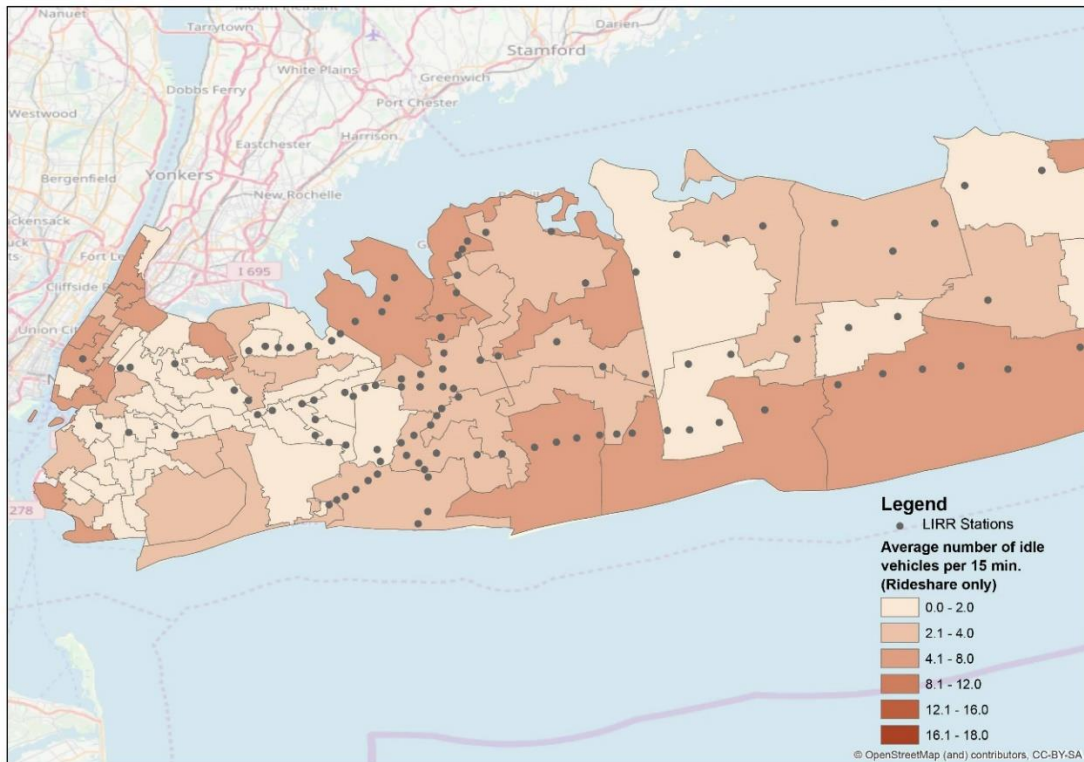 Nanuet
Mount Pleasant
Tarrytown
Darien
Stamford
White Plains
Greenwich
Dobbs Ferry
Port Chester
Westwood
Harrison
Eastchester
Bergenfield
Yonkers
New Rochelle
I 695
Fort Le
Cliffside
Union City
278
Legend
LIRR Stations
Average number of idle
vehicles per 15 min.
(Rideshare only)
0.0 - 2.0
2.1 - 4.0
4.1 - 8.0
8.1 - 12.0
12.1 - 16.0
16.1 - 18.0
© OpenStreetMap (and) contributors, CC-BY-SA